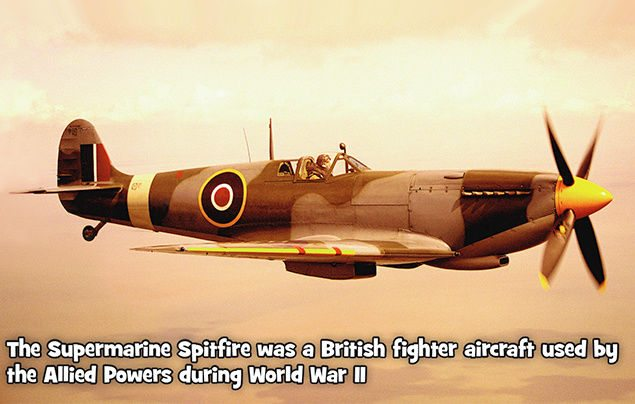 The Supermarine Spitfire was a British fighter aircraft used by
the Allied Powers during World War II